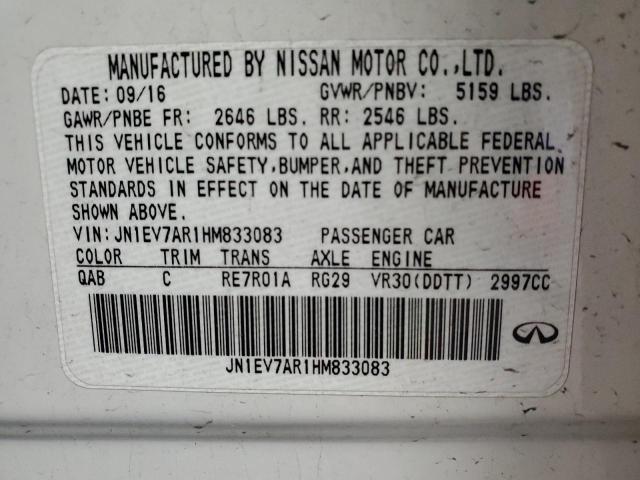 MANUFACTURED BY NISSAN MOTOR CO.,LTD.
DATE: 09/16 GVWR/PNBV: 5159 LBS.
GAWR/PNBE FR: 2646 LBS. RR: 2546 LBS.
THIS VEHICLE CONFORMS TO ALL APPLICABLE FEDERAL
MOTOR VEHICLE SAFETY,BUMPER,AND THEFT PREVENTION
STANDARDS IN EFFECT ON THE DATE OF MANUFACTURE
SHOWN ABOVE.
VIN:JN1EV7AR1HM833083 PASSENGER CAR
COLOR TRIM TRANS AXLE ENGINE
QAB C RE7R01A RG29 VR30(DDTT) 2997CC
JN1EV7AR1HM833083